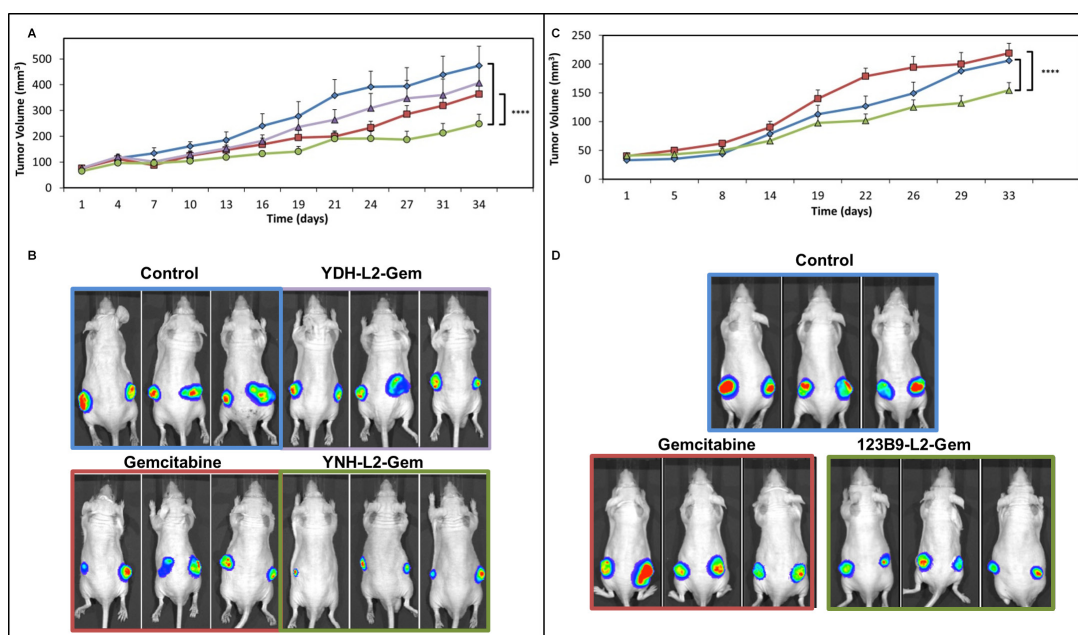 A
Tumor Volume (mm³)
500
400
300
200
100
0
1 4 7 10 13 16 19 21 24 27 31 34
Time (days)
****
B
Control YDH-L2-Gem
Gemcitabine YNH-L2-Gem
C
Tumor Volume (mm³)
250
200
150
100
50
0
1 5 8 14 19 22 26 29 33
Time (days)
****
D
Control
Gemcitabine 123B9-L2-Gem